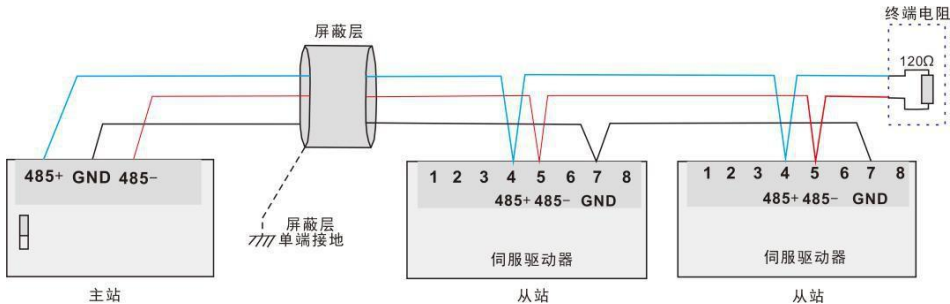 终端电阻
屏蔽层
120Ω
485+ GND 485-
1 2 3 4 5 6 7 8
485+ 485- GND
1 2 3 4 5 6 7 8
485+ 485- GND
屏蔽层
单端接地
伺服驱动器
伺服驱动器
主站
从站
从站